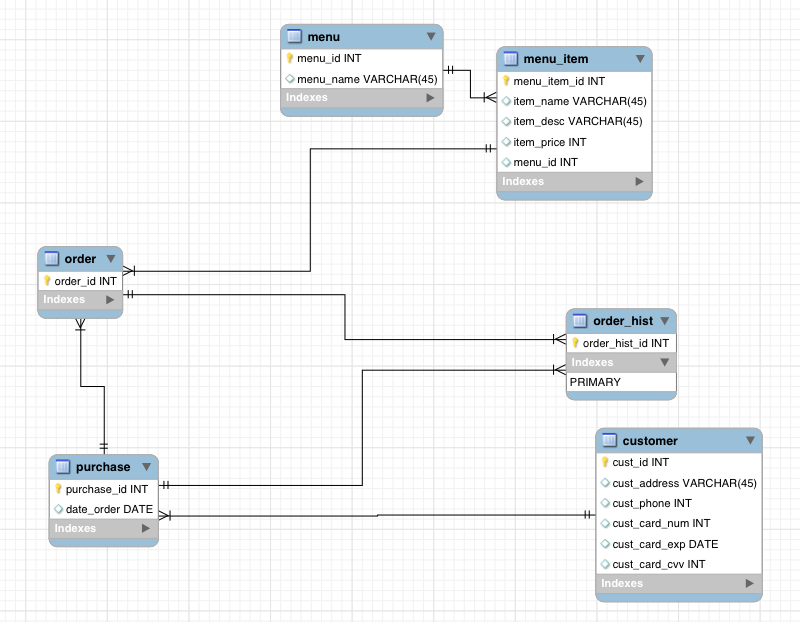 menu
menu_id INT
menu_name VARCHAR(45)
Indexes
menu_item
menu_item_id INT
item_name VARCHAR(45)
item_desc VARCHAR(45)
item_price INT
menu_id INT
Indexes
order
order_id INT
Indexes
order_hist
order_hist_id INT
Indexes
PRIMARY
customer
cust_id INT
cust_address VARCHAR(45)
cust_phone INT
cust_card_num INT
cust_card_exp DATE
cust_card_cvv INT
Indexes
purchase
purchase_id INT
date_order DATE
Indexes